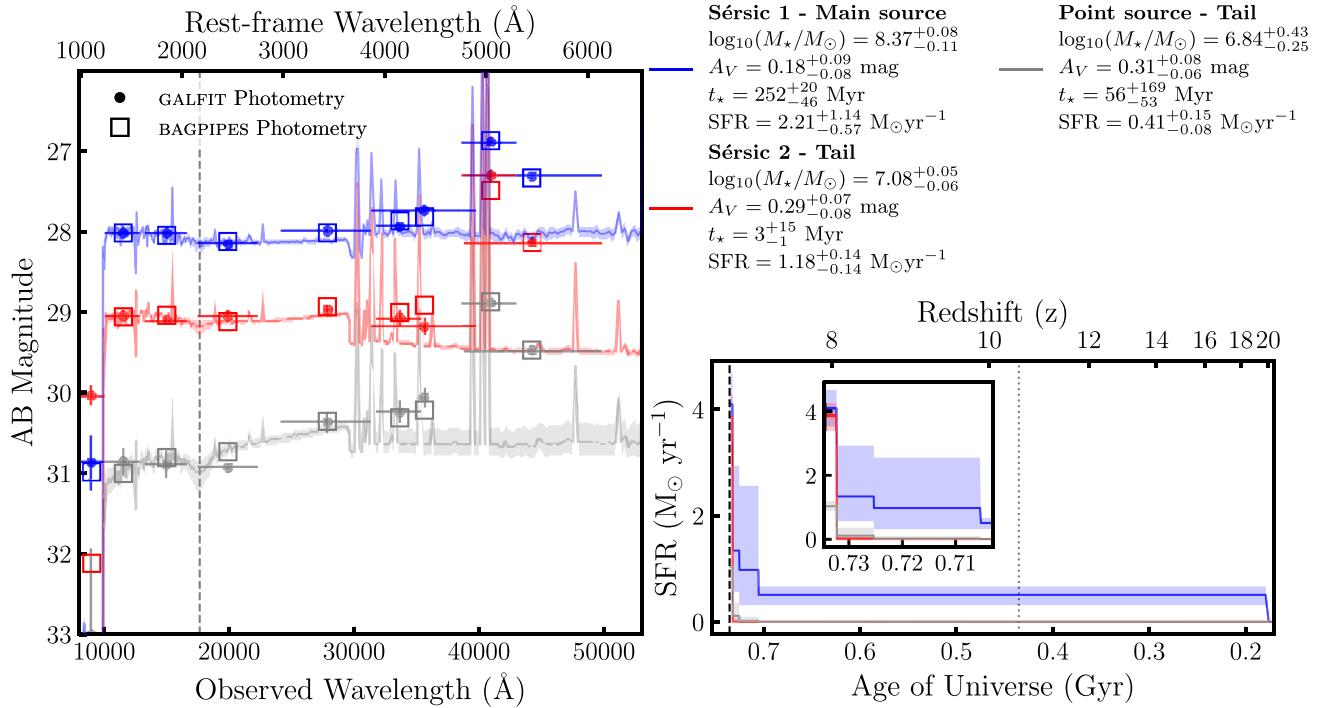 Rest-frame Wavelength (Å)
1000 2000 3000 4000 5000 6000
GALFIT Photometry
BAGPIPES Photometry
AB Magnitude
27
28
29
30
31
32
33
10000 20000 30000 40000 50000
Observed Wavelength (Å)
Sérsic 1 - Main source
log₁₀(M⋆/M⊙) = 8.37+0.08−0.11
A_V = 0.18+0.09−0.08 mag
t⋆ = 252+20−46 Myr
SFR = 2.21+1.14−0.57 M⊙yr⁻¹
Sérsic 2 - Tail
log₁₀(M⋆/M⊙) = 7.08+0.05−0.06
A_V = 0.29+0.07−0.08 mag
t⋆ = 3+15−1 Myr
SFR = 1.18+0.14−0.14 M⊙yr⁻¹
Point source - Tail
log₁₀(M⋆/M⊙) = 6.84+0.43−0.25
A_V = 0.31+0.08−0.06 mag
t⋆ = 56+169−53 Myr
SFR = 0.41+0.15−0.08 M⊙yr⁻¹
Redshift (z)
8 10 12 14 16 18 20
SFR (M⊙ yr⁻¹)
4
2
0
4
2
0
0.73 0.72 0.71
0.7 0.6 0.5 0.4 0.3 0.2
Age of Universe (Gyr)